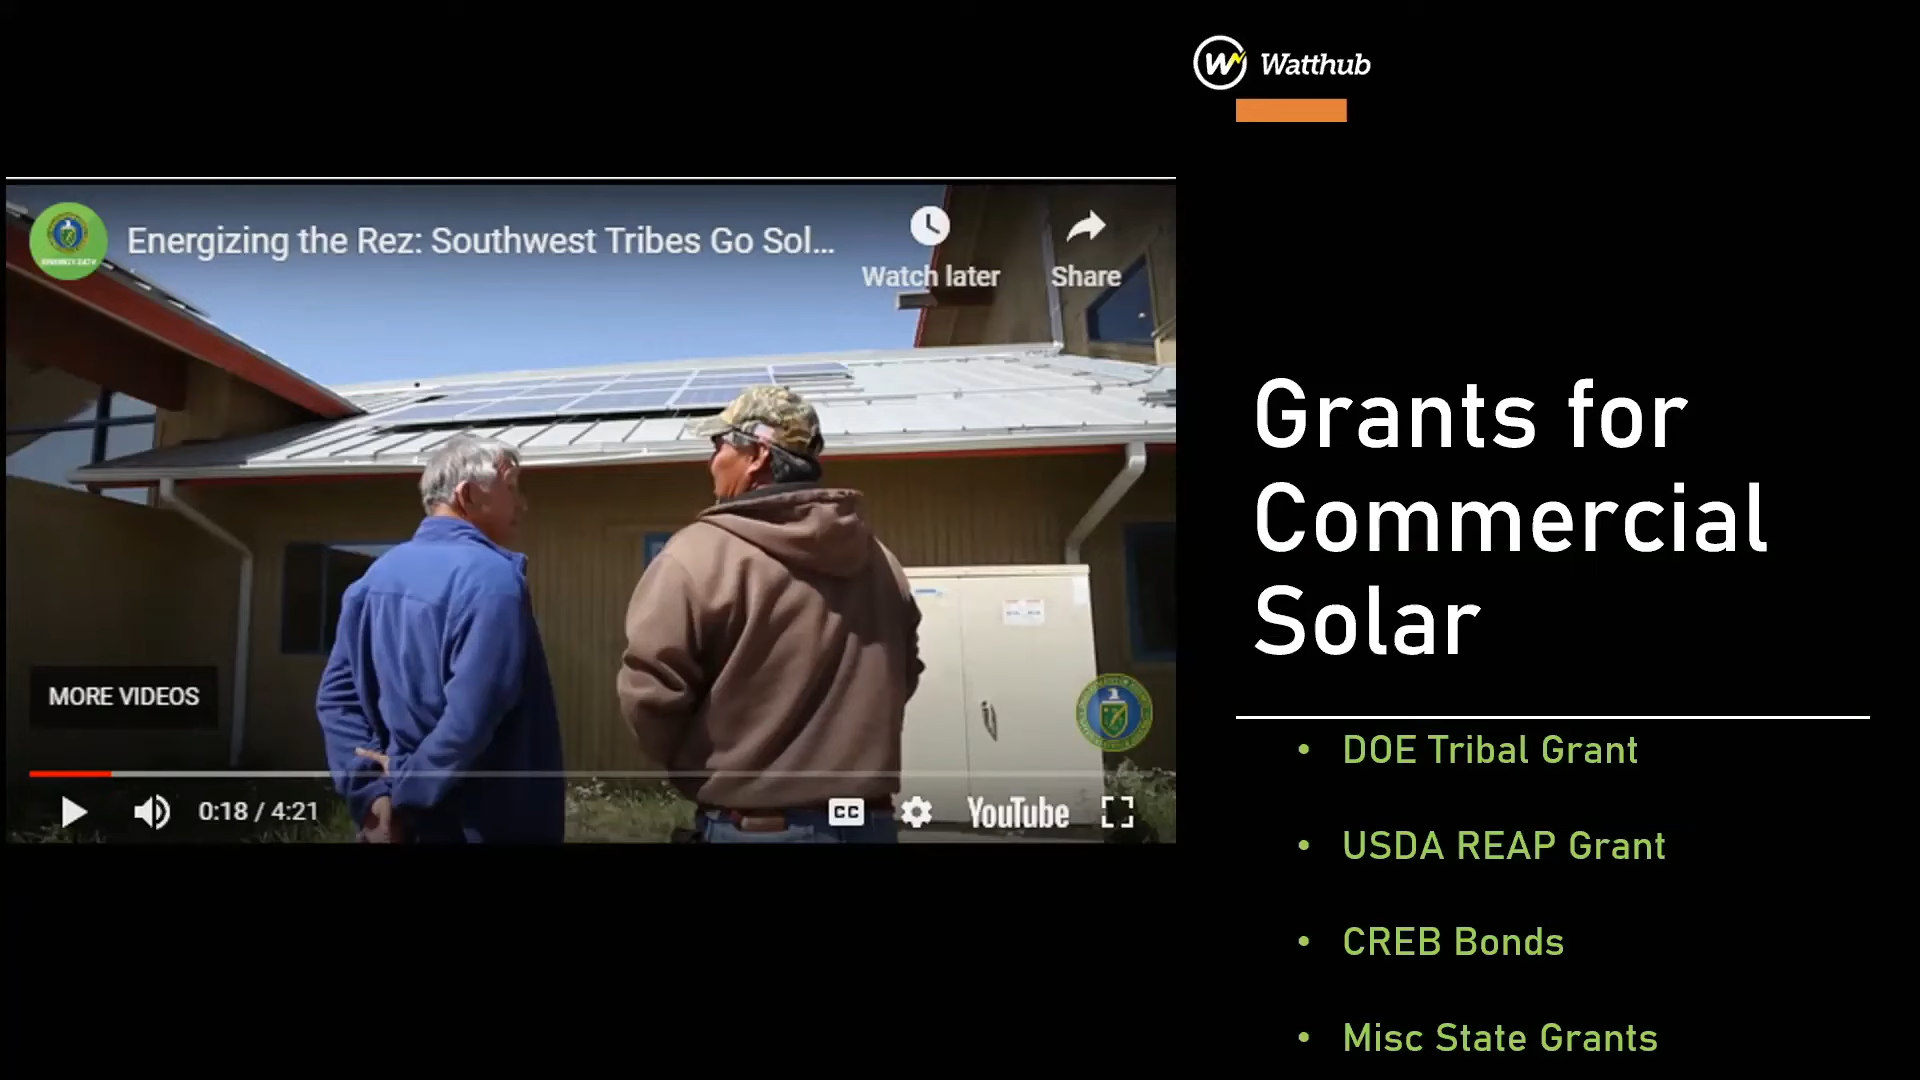 Watthub
Energizing the Rez: Southwest Tribes Go Sol...
Watch later
Share
MORE VIDEOS
0:18 / 4:21
CC
YouTube
Grants for
Commercial
Solar
• DOE Tribal Grant
• USDA REAP Grant
• CREB Bonds
• Misc State Grants